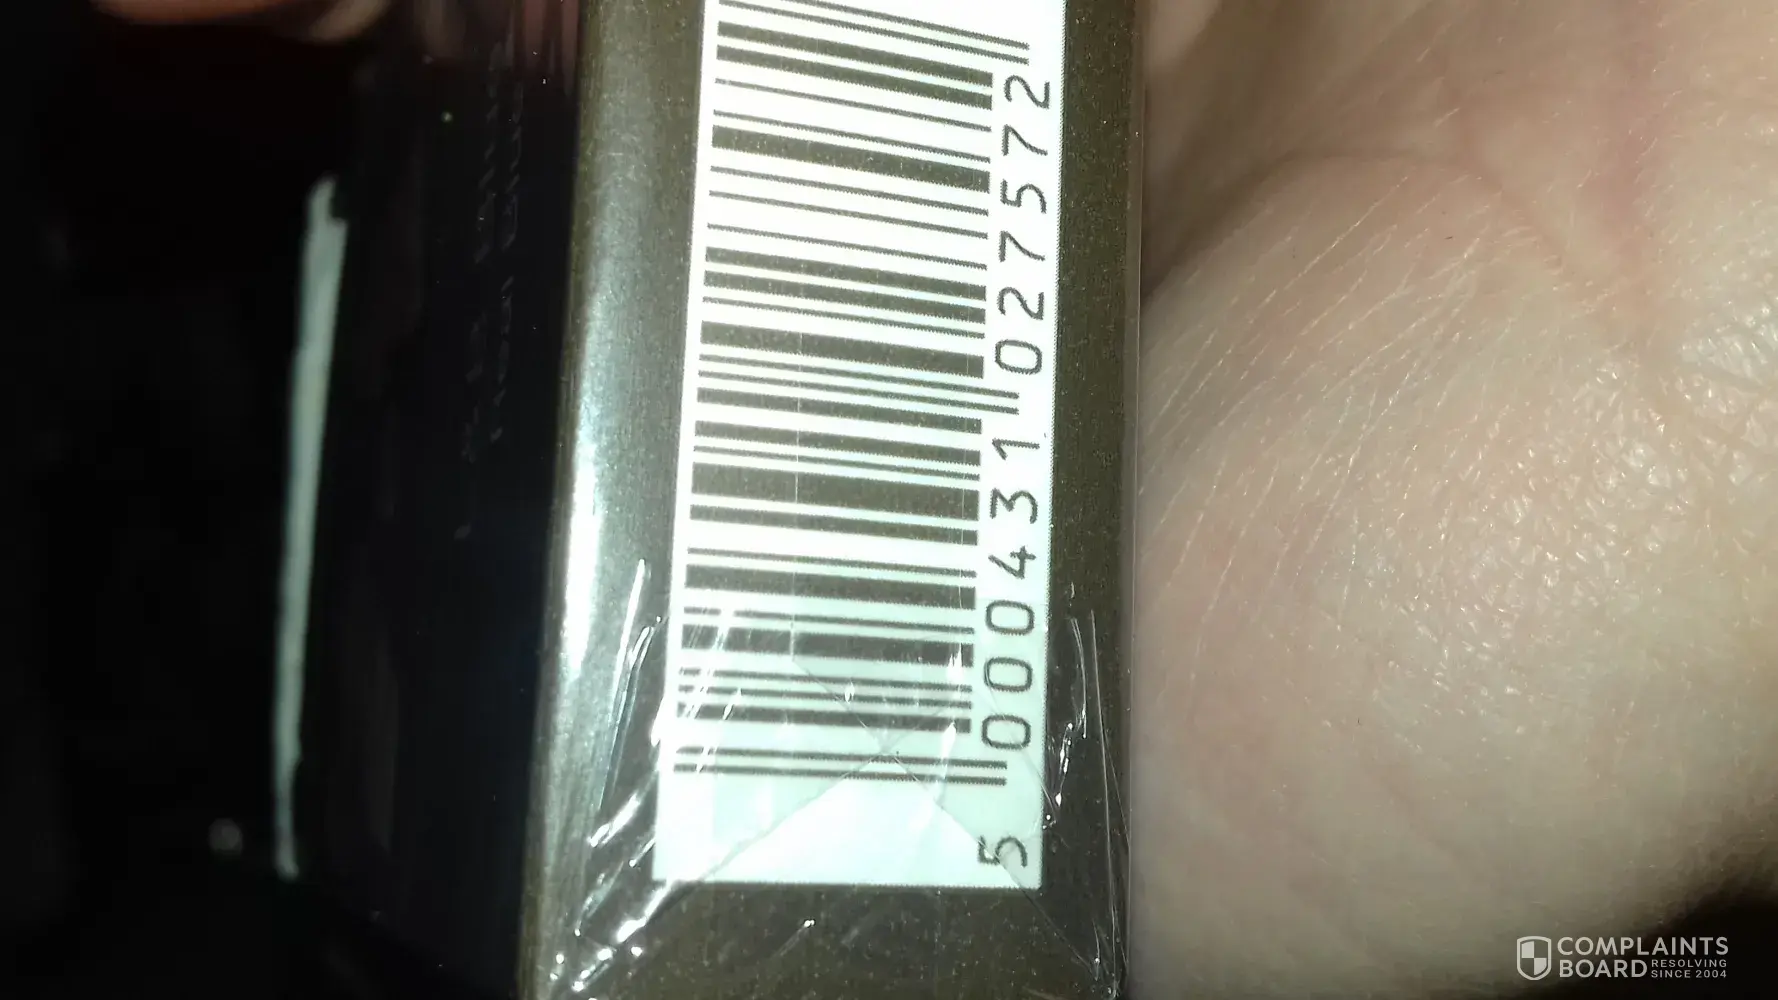 5 000431 027572
COMPLAINTS
BOARD RESOLVING
SINCE 2004